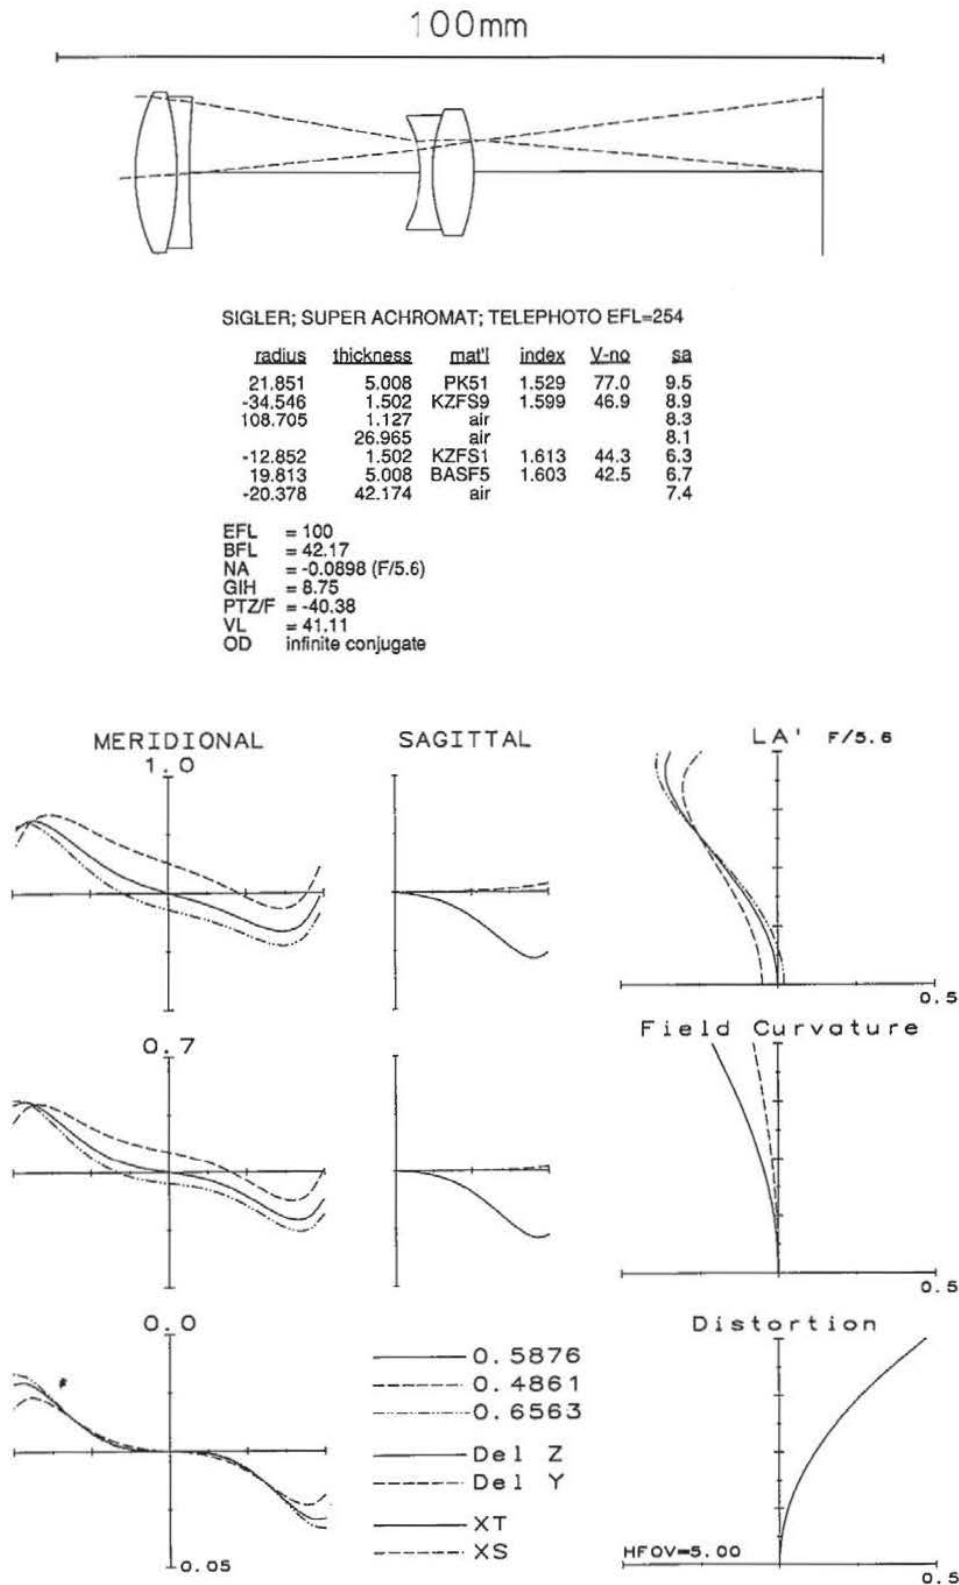 100mm
SIGLER; SUPER ACHROMAT; TELEPHOTO EFL=254
radius thickness mat'l index V-no sa
21.851 5.008 PK51 1.529 77.0 9.5
-34.546 1.502 KZFS9 1.599 46.9 8.9
108.705 1.127 air 8.3
26.965 air 8.1
-12.852 1.502 KZFS1 1.613 44.3 6.3
19.813 5.008 BASF5 1.603 42.5 6.7
-20.378 42.174 air 7.4
EFL = 100
BFL = 42.17
NA = -0.0898 (F/5.6)
GIH = 8.75
PTZ/F = -40.38
VL = 41.11
OD infinite conjugate
MERIDIONAL SAGITTAL LA' F/5.6
1.0
0.5
Field Curvature
0.7
0.5
0.0 Distortion
0.5876
0.4861
0.6563
Del Z
Del Y
XT
XS
HFOV=5.00
0.05
0.5